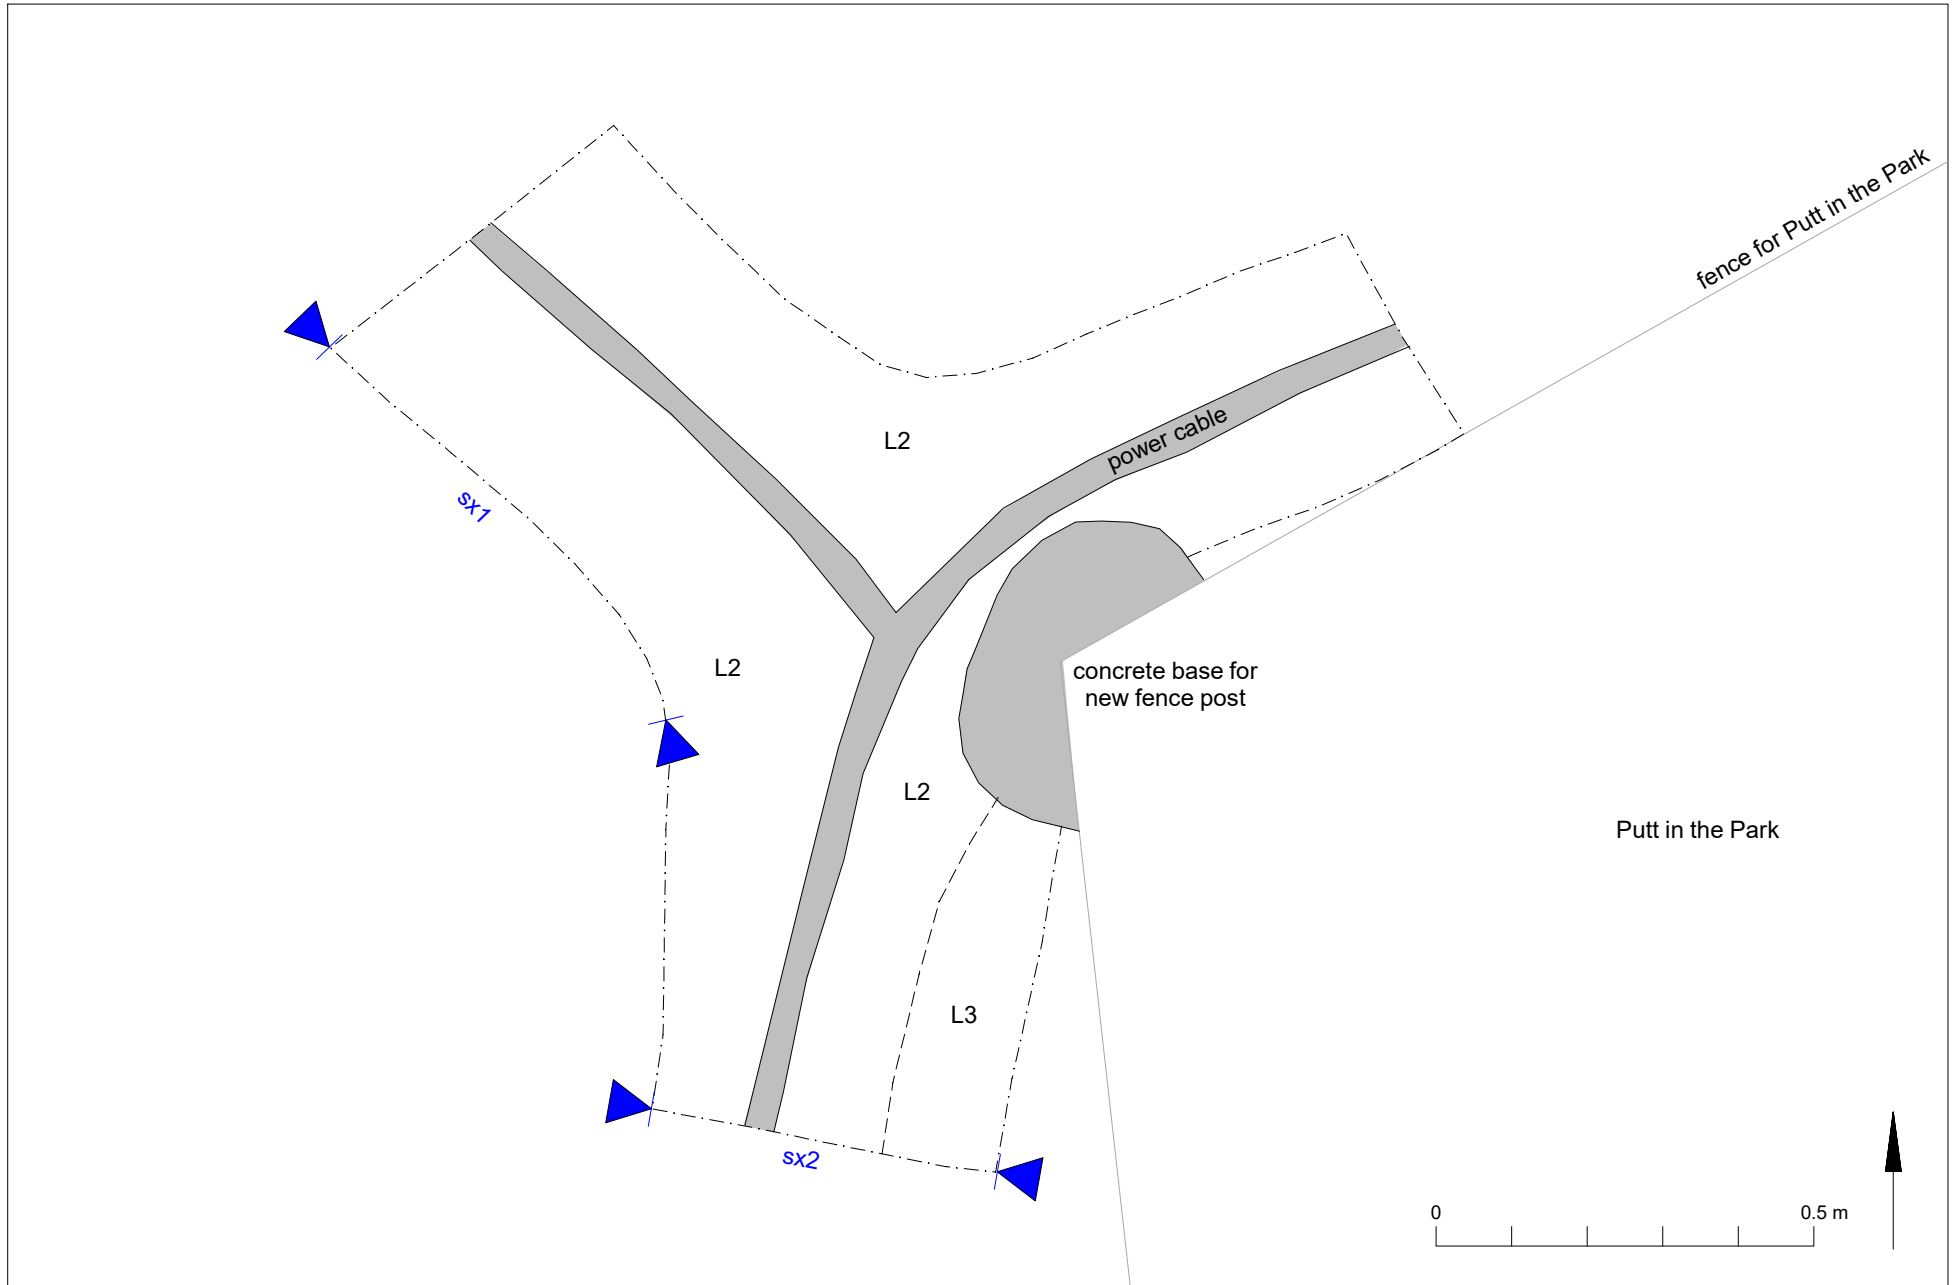 fence for Putt in the Park
power cable
L2
sx1
L2
concrete base for
new fence post
L2
Putt in the Park
L3
sx2
0
0.5 m